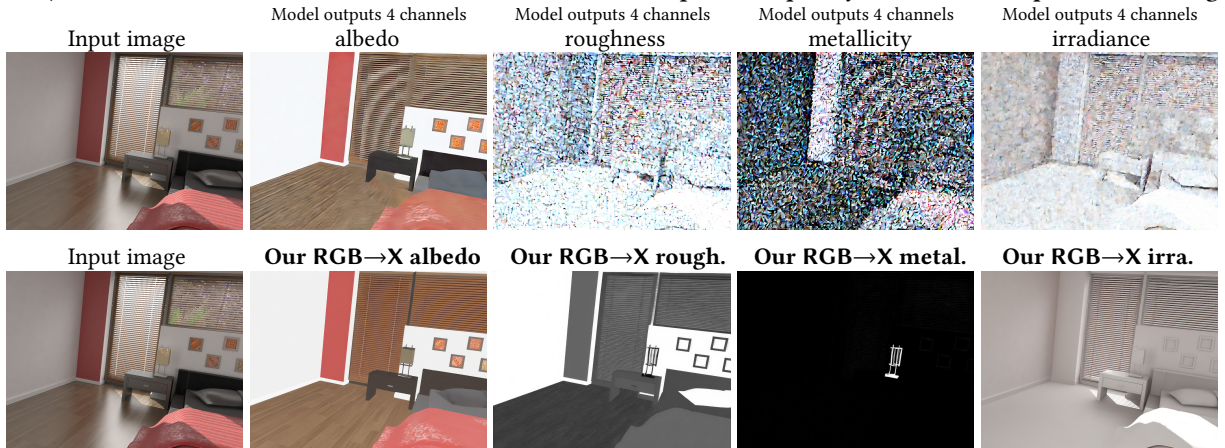 Model outputs 4 channels Model outputs 4 channels Model outputs 4 channels Model outputs 4 channels
Input image albedo roughness metallicity irradiance
Input image Our RGB→X albedo Our RGB→X rough. Our RGB→X metal. Our RGB→X irra.